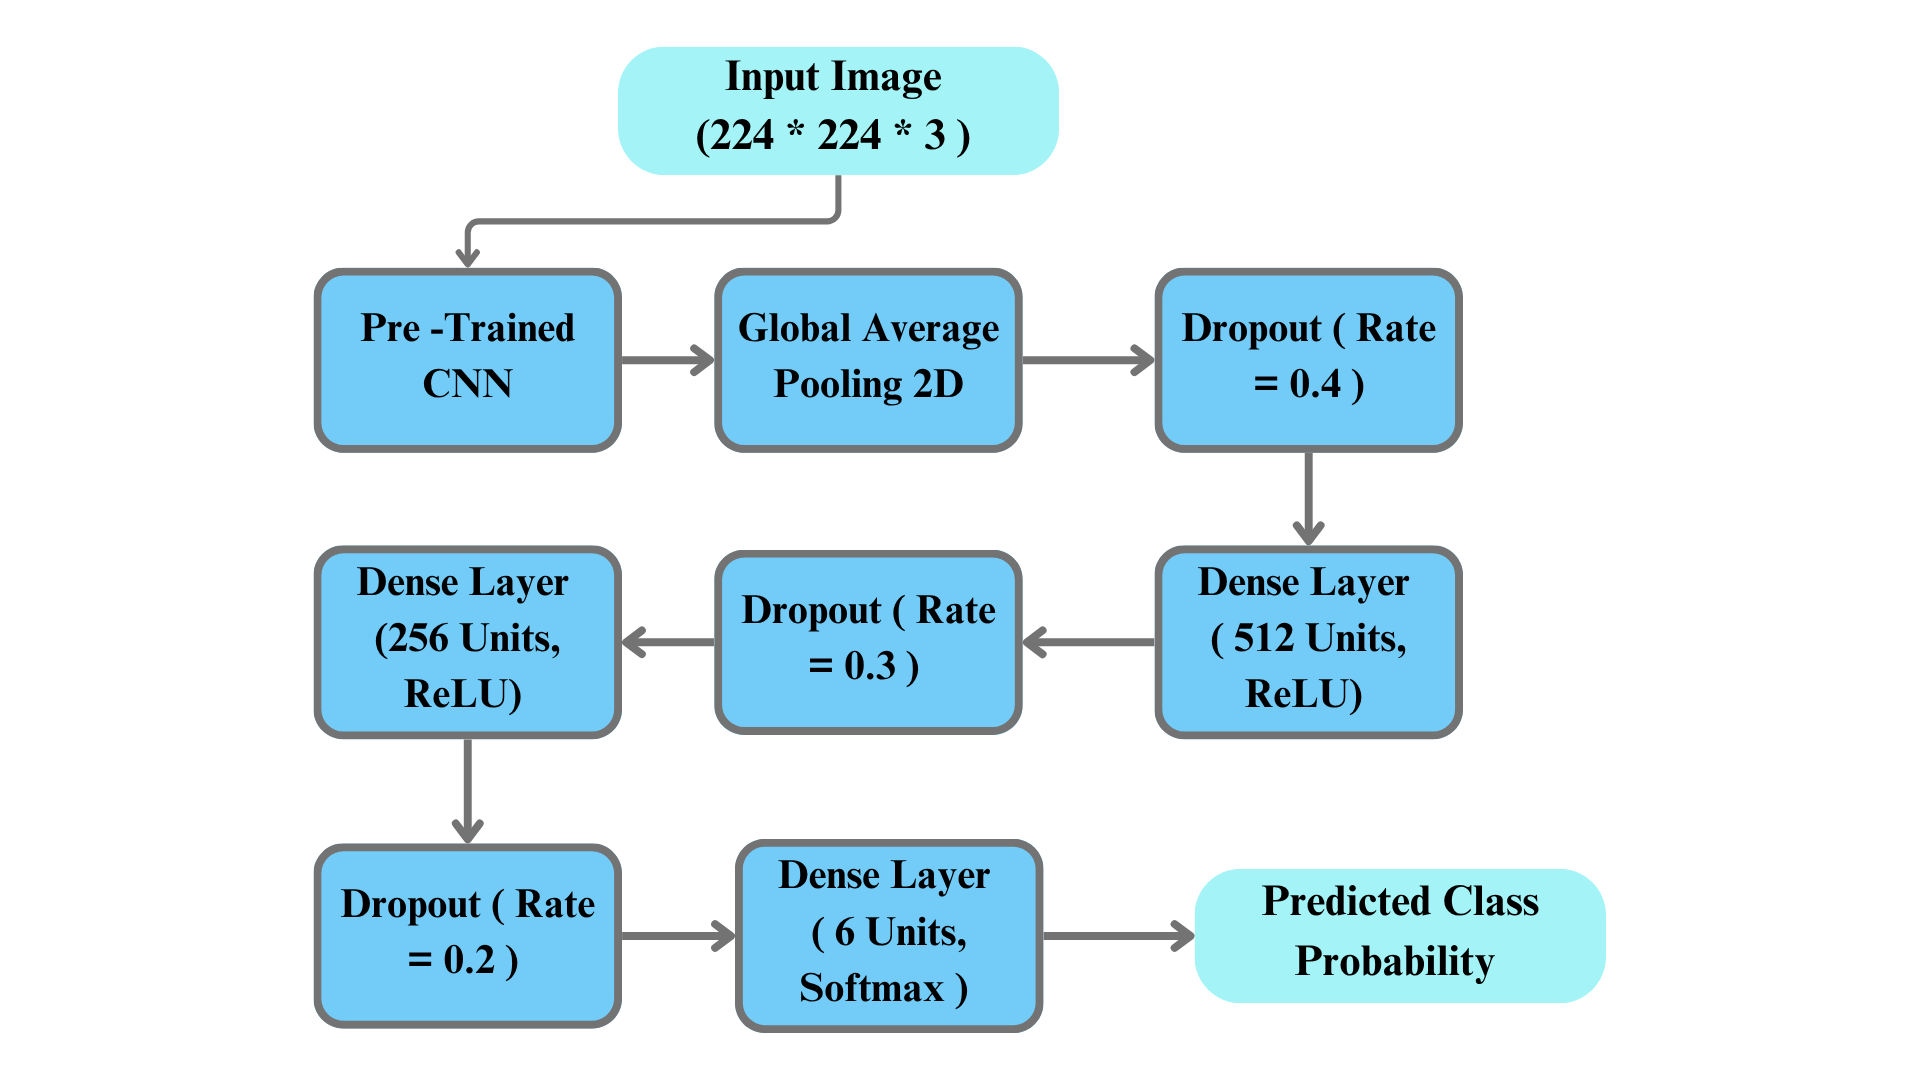 Input Image
(224 * 224 * 3 )
Pre -Trained
CNN
Global Average
Pooling 2D
Dropout ( Rate
= 0.4 )
Dense Layer
( 512 Units,
ReLU)
Dropout ( Rate
= 0.3 )
Dense Layer
(256 Units,
ReLU)
Dropout ( Rate
= 0.2 )
Dense Layer
( 6 Units,
Softmax )
Predicted Class
Probability